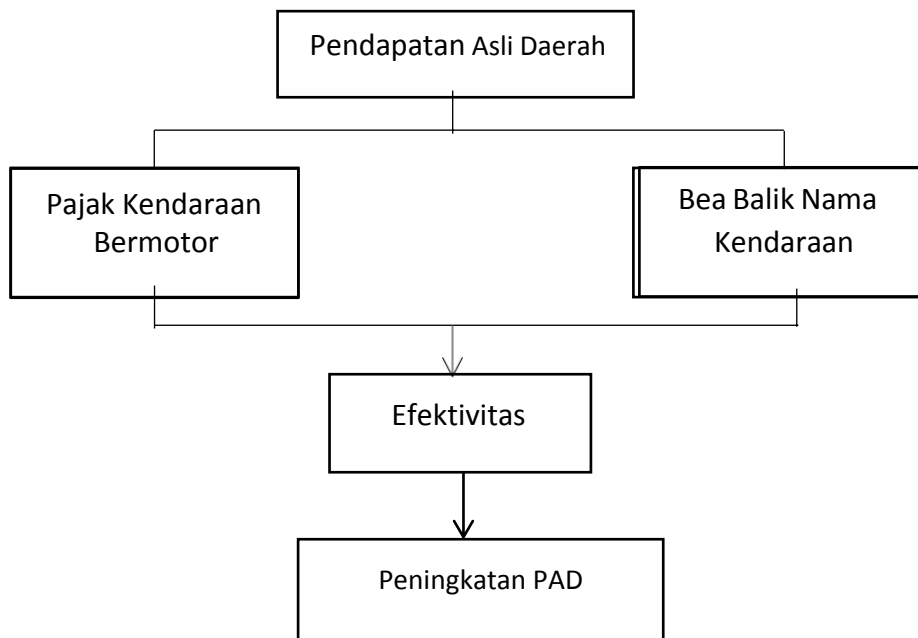 Pendapatan Asli Daerah
Pajak Kendaraan
Bermotor
Bea Balik Nama
Kendaraan
Efektivitas
Peningkatan PAD